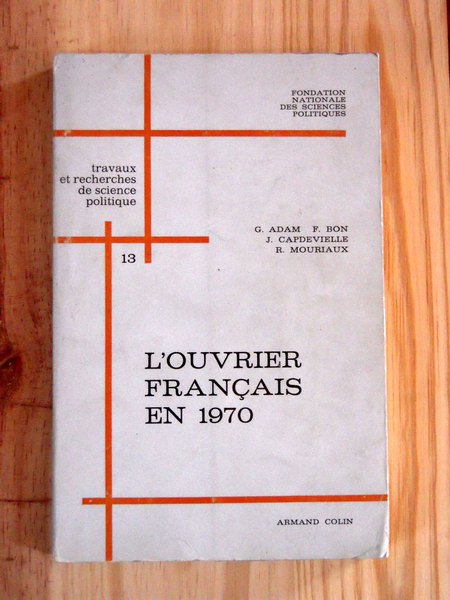 FONDATION
NATIONALE
DES SCIENCES
POLITIQUES
travaux
et recherches
de science
politique
13
G. ADAM F. BON
J. CAPDEVIELLE
R. MOURIAUX
L'OUVRIER
FRANÇAIS
EN 1970
ARMAND COLIN